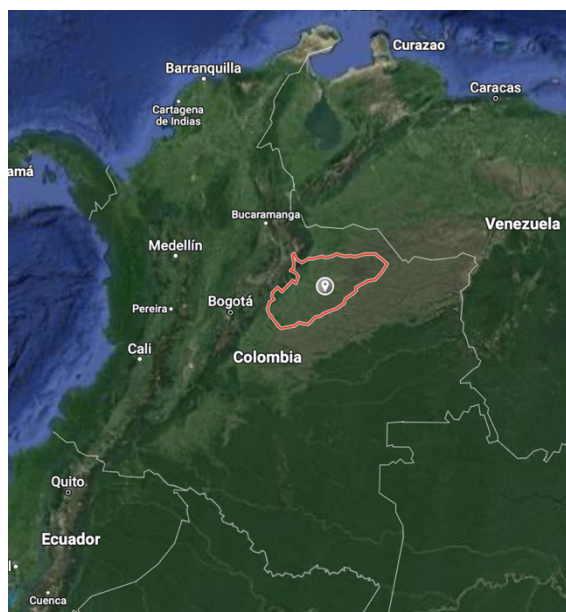 Curazao
Barranquilla
Caracas
Cartagena
de Indias
amá
Bucaramanga
Venezuela
Medellín
Bogotá
Pereira
Cali
Colombia
Quito
Ecuador
l
Cuenca